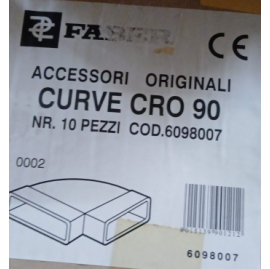 FABER
CE
ACCESSORI ORIGINALI
CURVE CRO 90
NR. 10 PEZZI COD.6098007
0002
6098007